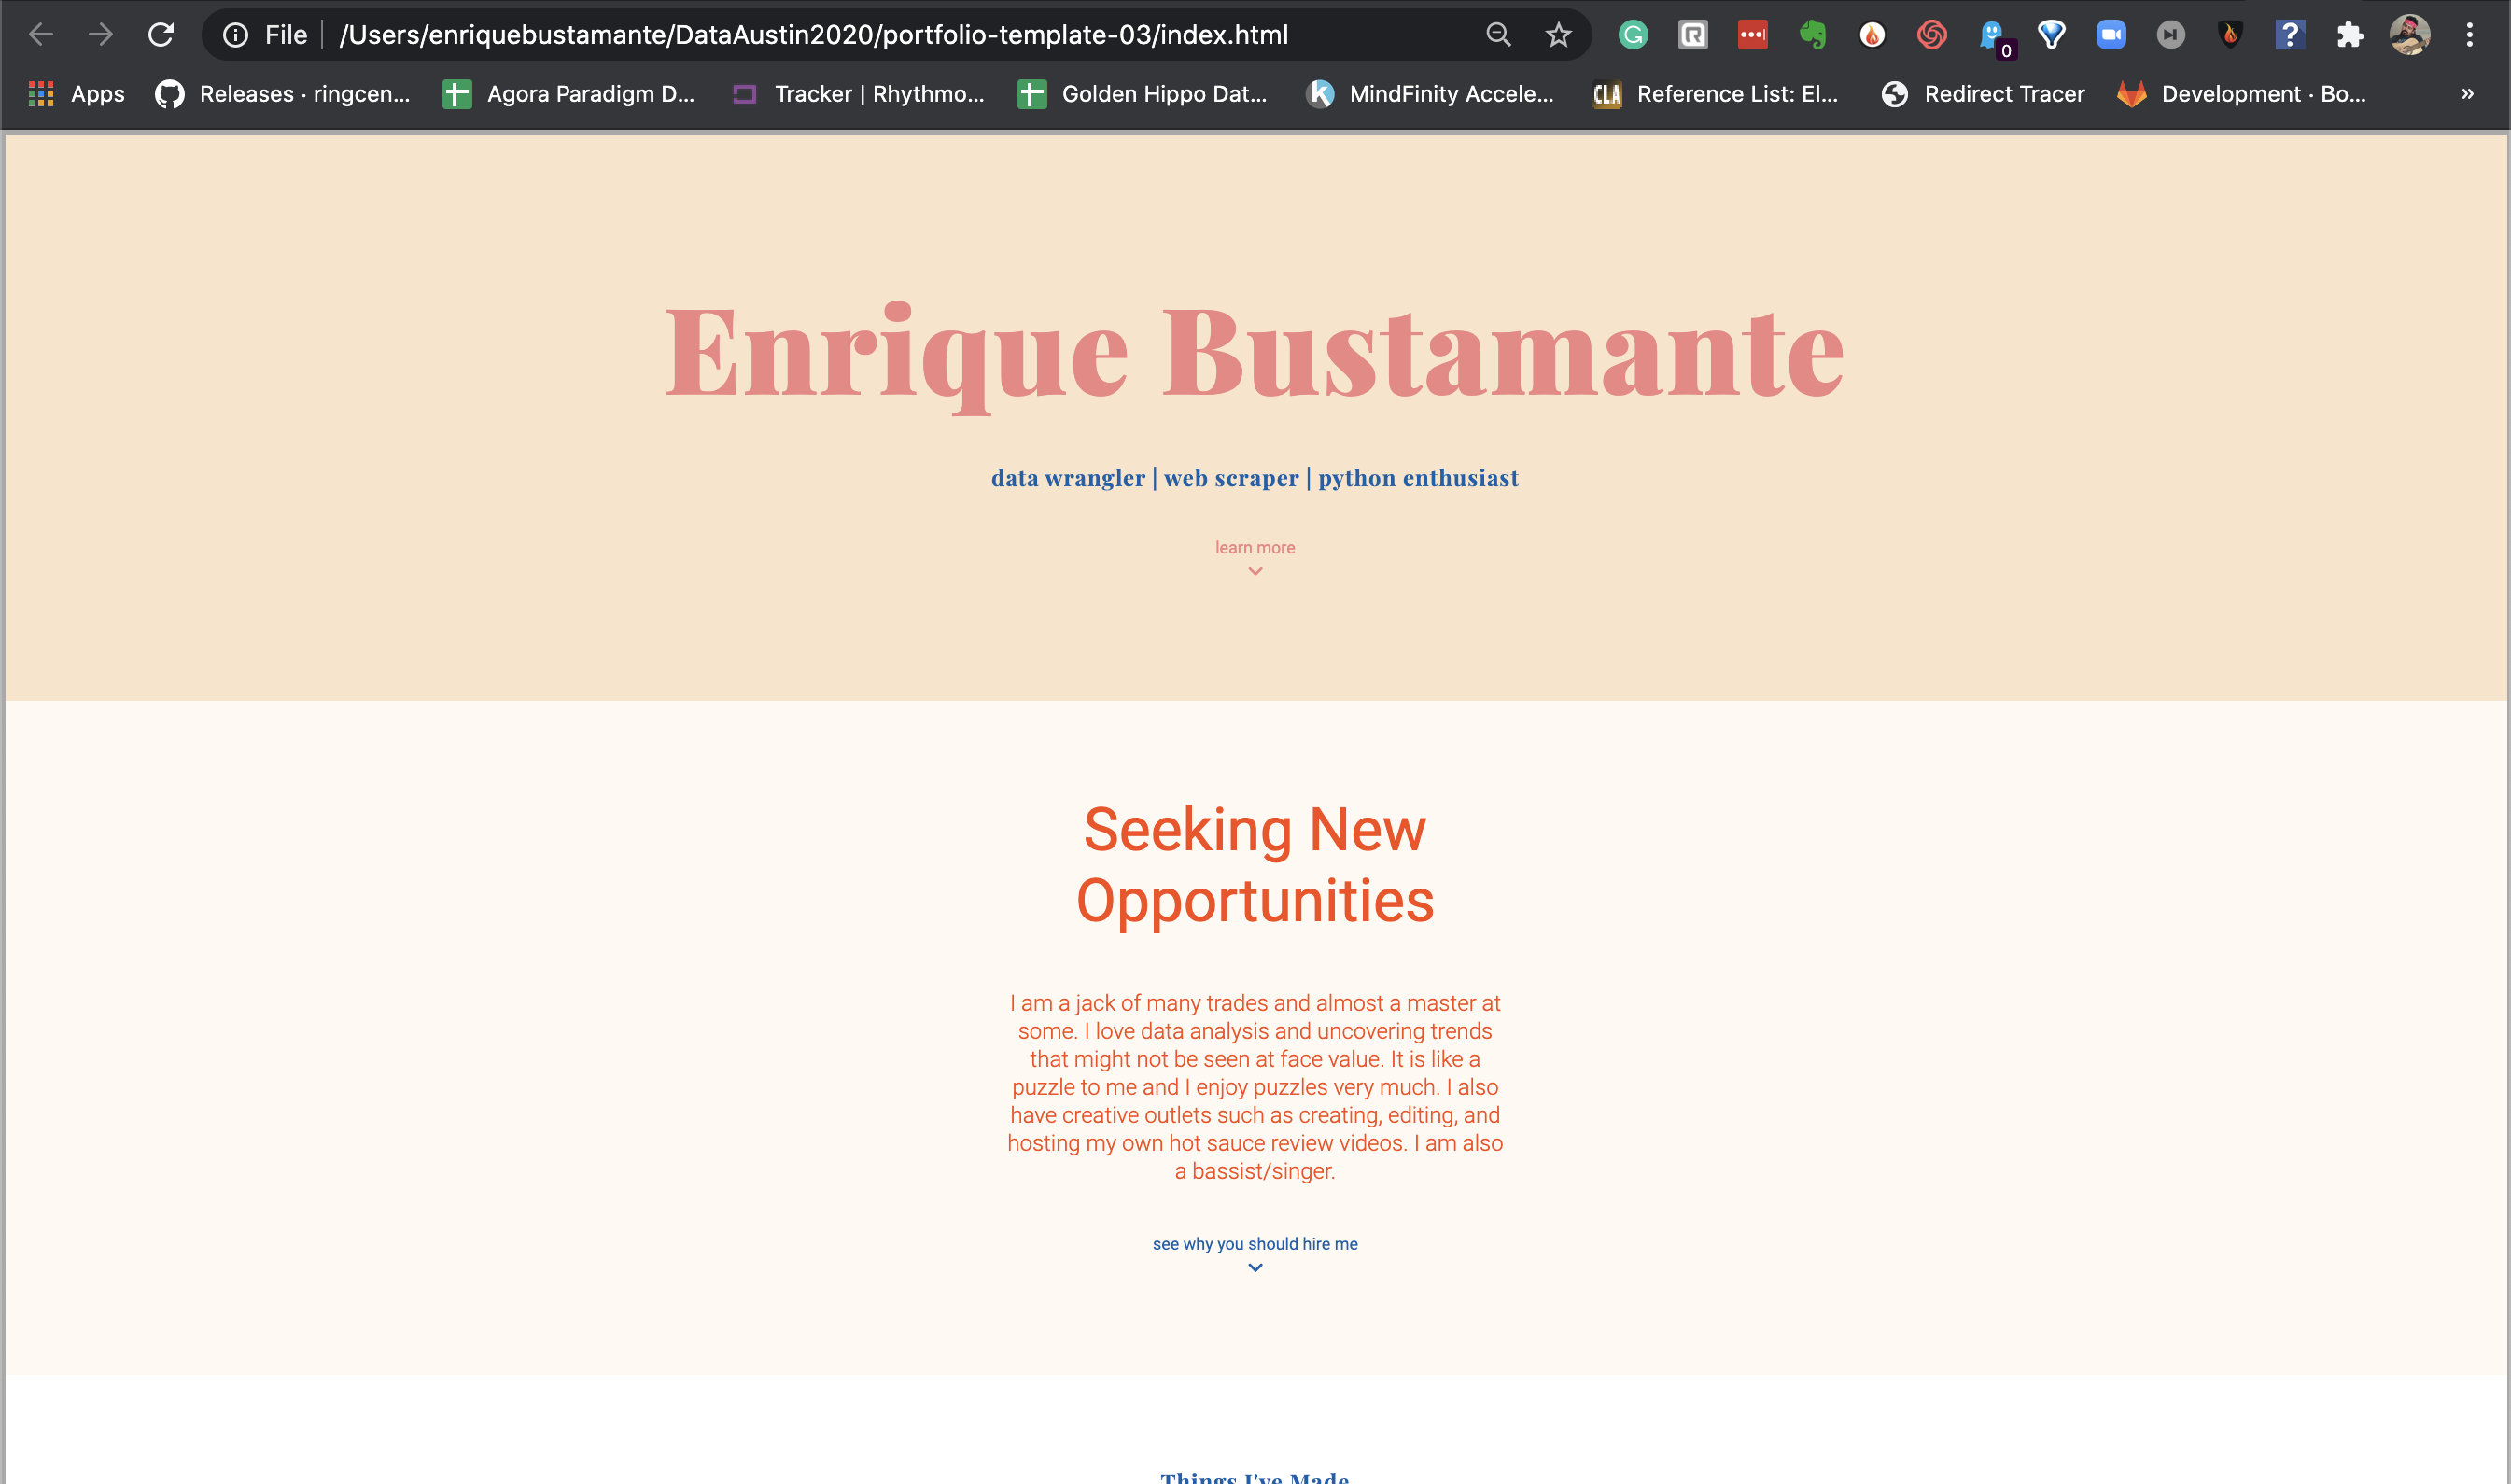 File /Users/enriquebustamante/DataAustin2020/portfolio-template-03/index.html
0
Apps Releases · ringcen... Agora Paradigm D... Tracker | Rhythmo... Golden Hippo Dat... MindFinity Accele... CLA Reference List: El... Redirect Tracer Development · Bo... »
Enrique Bustamante
data wrangler | web scraper | python enthusiast
learn more
Seeking New
Opportunities
I am a jack of many trades and almost a master at
some. I love data analysis and uncovering trends
that might not be seen at face value. It is like a
puzzle to me and I enjoy puzzles very much. I also
have creative outlets such as creating, editing, and
hosting my own hot sauce review videos. I am also
a bassist/singer.
see why you should hire me
Things I've Made